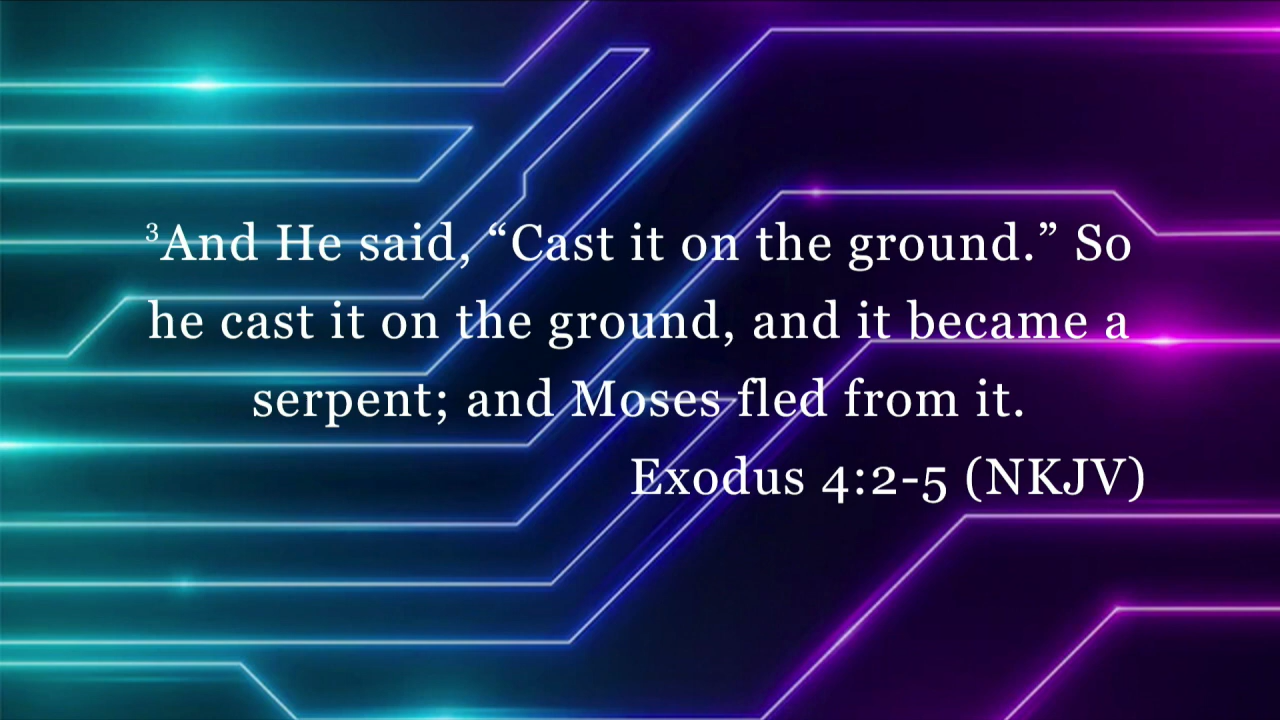 ³And He said, “Cast it on the ground.” So
he cast it on the ground, and it became a
serpent; and Moses fled from it.
Exodus 4:2-5 (NKJV)